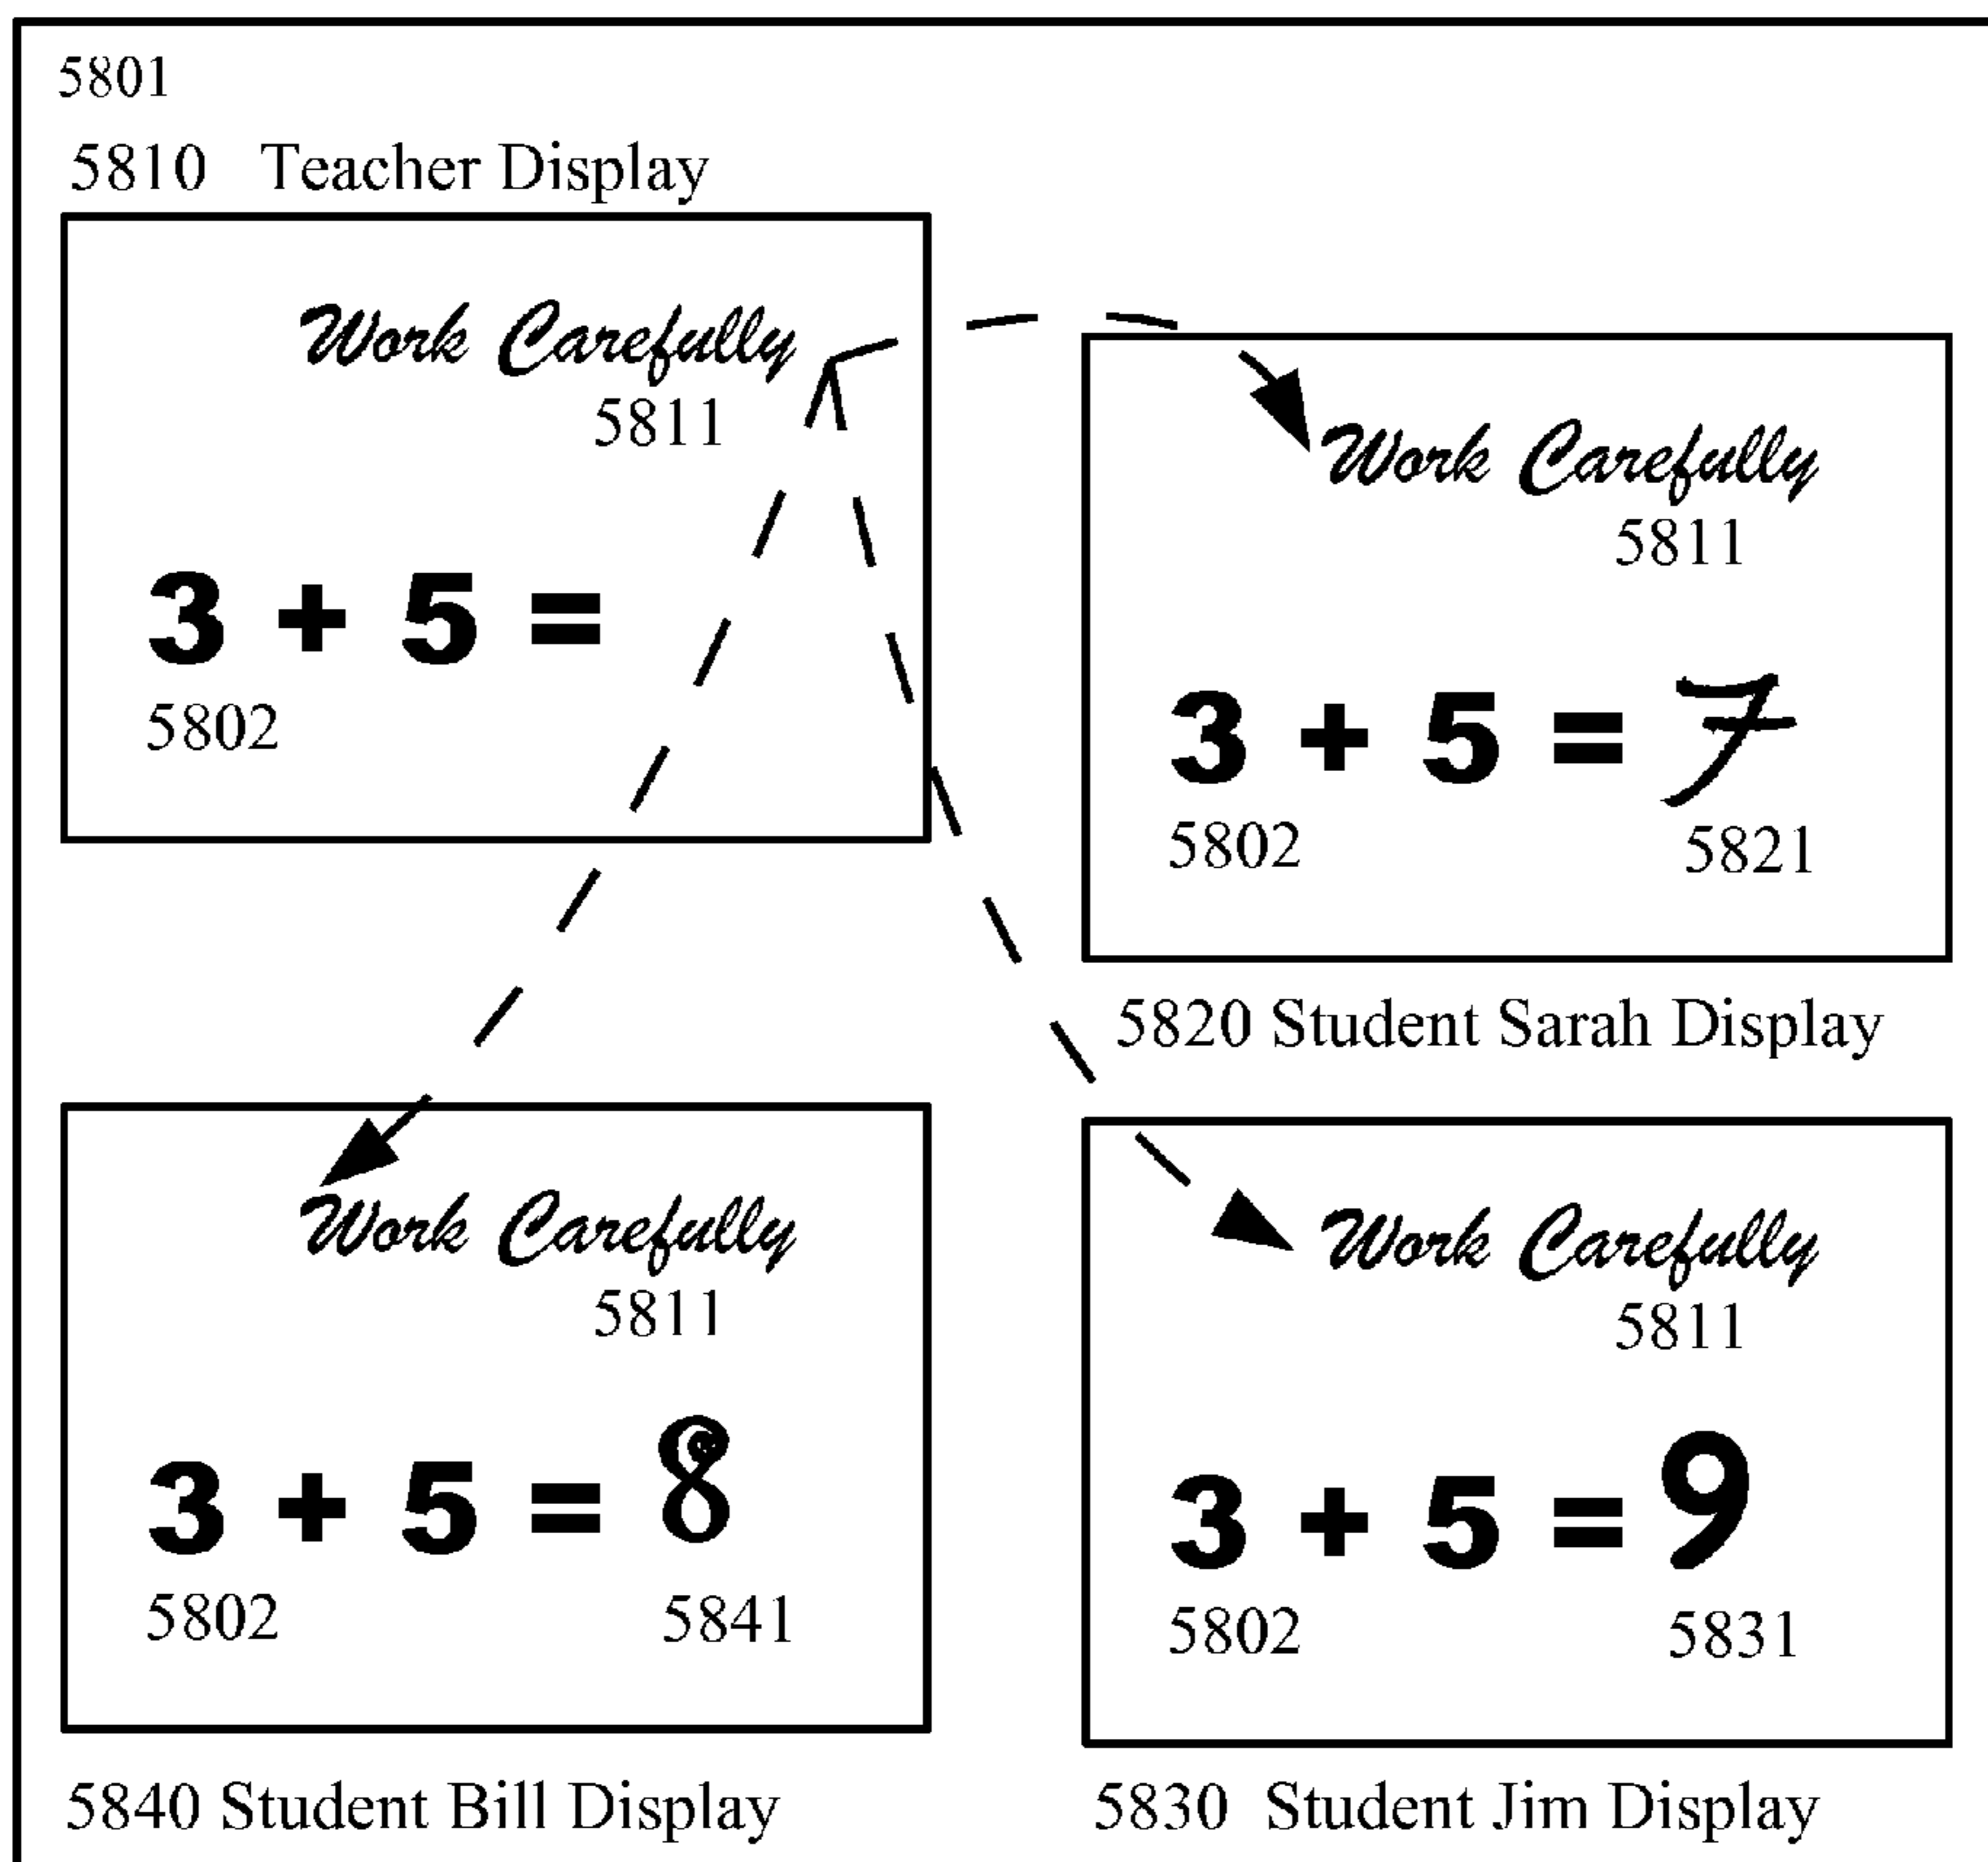 5801
5810 Teacher Display
Work Carefully
5811
3 + 5 =
5802
Work Carefully
5811
3 + 5 = 7
5802 5821
5820 Student Sarah Display
Work Carefully
5811
3 + 5 = 8
5802 5841
5840 Student Bill Display
Work Carefully
5811
3 + 5 = 9
5802 5831
5830 Student Jim Display